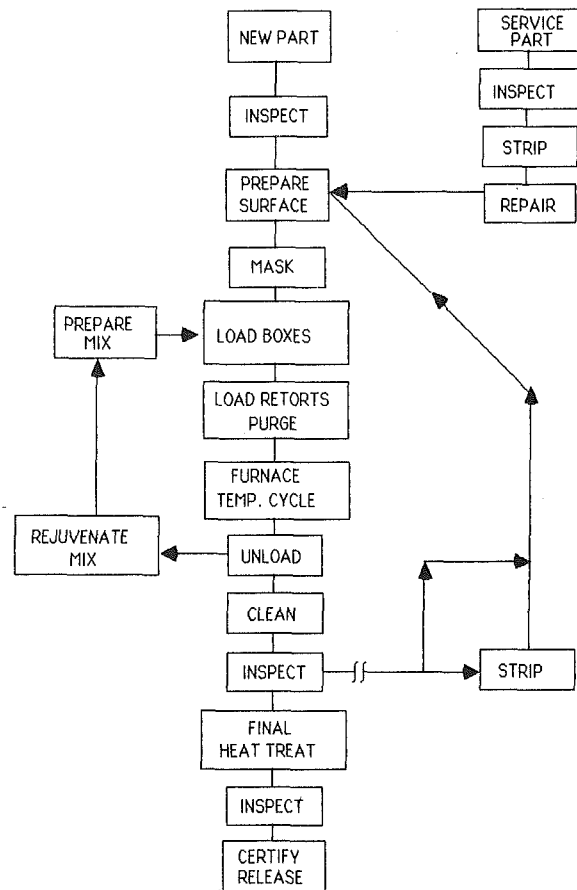 NEW PART
SERVICE
PART
INSPECT
INSPECT
STRIP
PREPARE
SURFACE
REPAIR
MASK
PREPARE
MIX
LOAD BOXES
LOAD RETORTS
PURGE
FURNACE
TEMP. CYCLE
REJUVENATE
MIX
UNLOAD
CLEAN
INSPECT
STRIP
FINAL
HEAT TREAT
INSPECT
CERTIFY
RELEASE